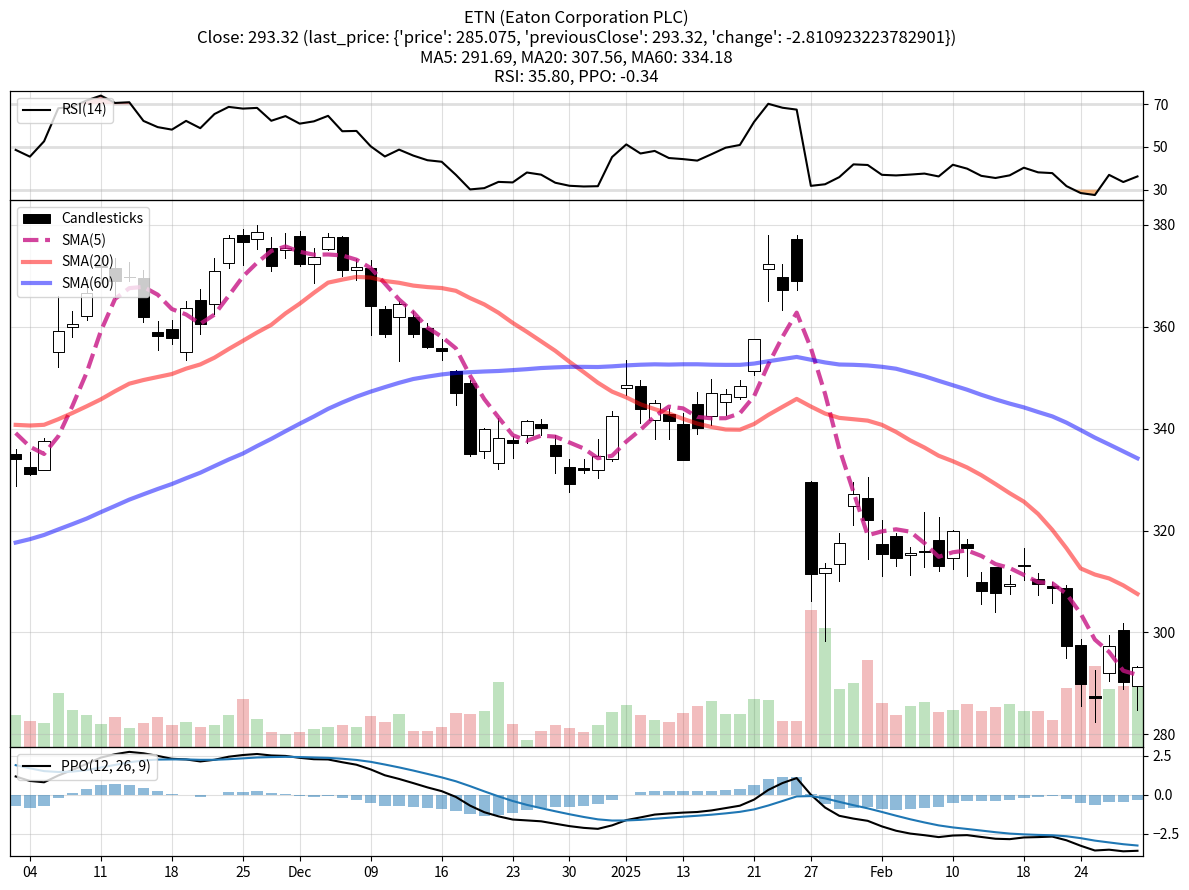 ETN (Eaton Corporation PLC)
Close: 293.32 (last_price: {'price': 285.075, 'previousClose': 293.32, 'change': -2.810923223782901})
MA5: 291.69, MA20: 307.56, MA60: 334.18
RSI: 35.80, PPO: -0.34
RSI(14)
70
50
30
Candlesticks
SMA(5)
SMA(20)
SMA(60)
380
360
340
320
300
280
PPO(12, 26, 9)
2.5
0.0
−2.5
04 11 18 25 Dec 09 16 23 30 2025 13 21 27 Feb 10 18 24